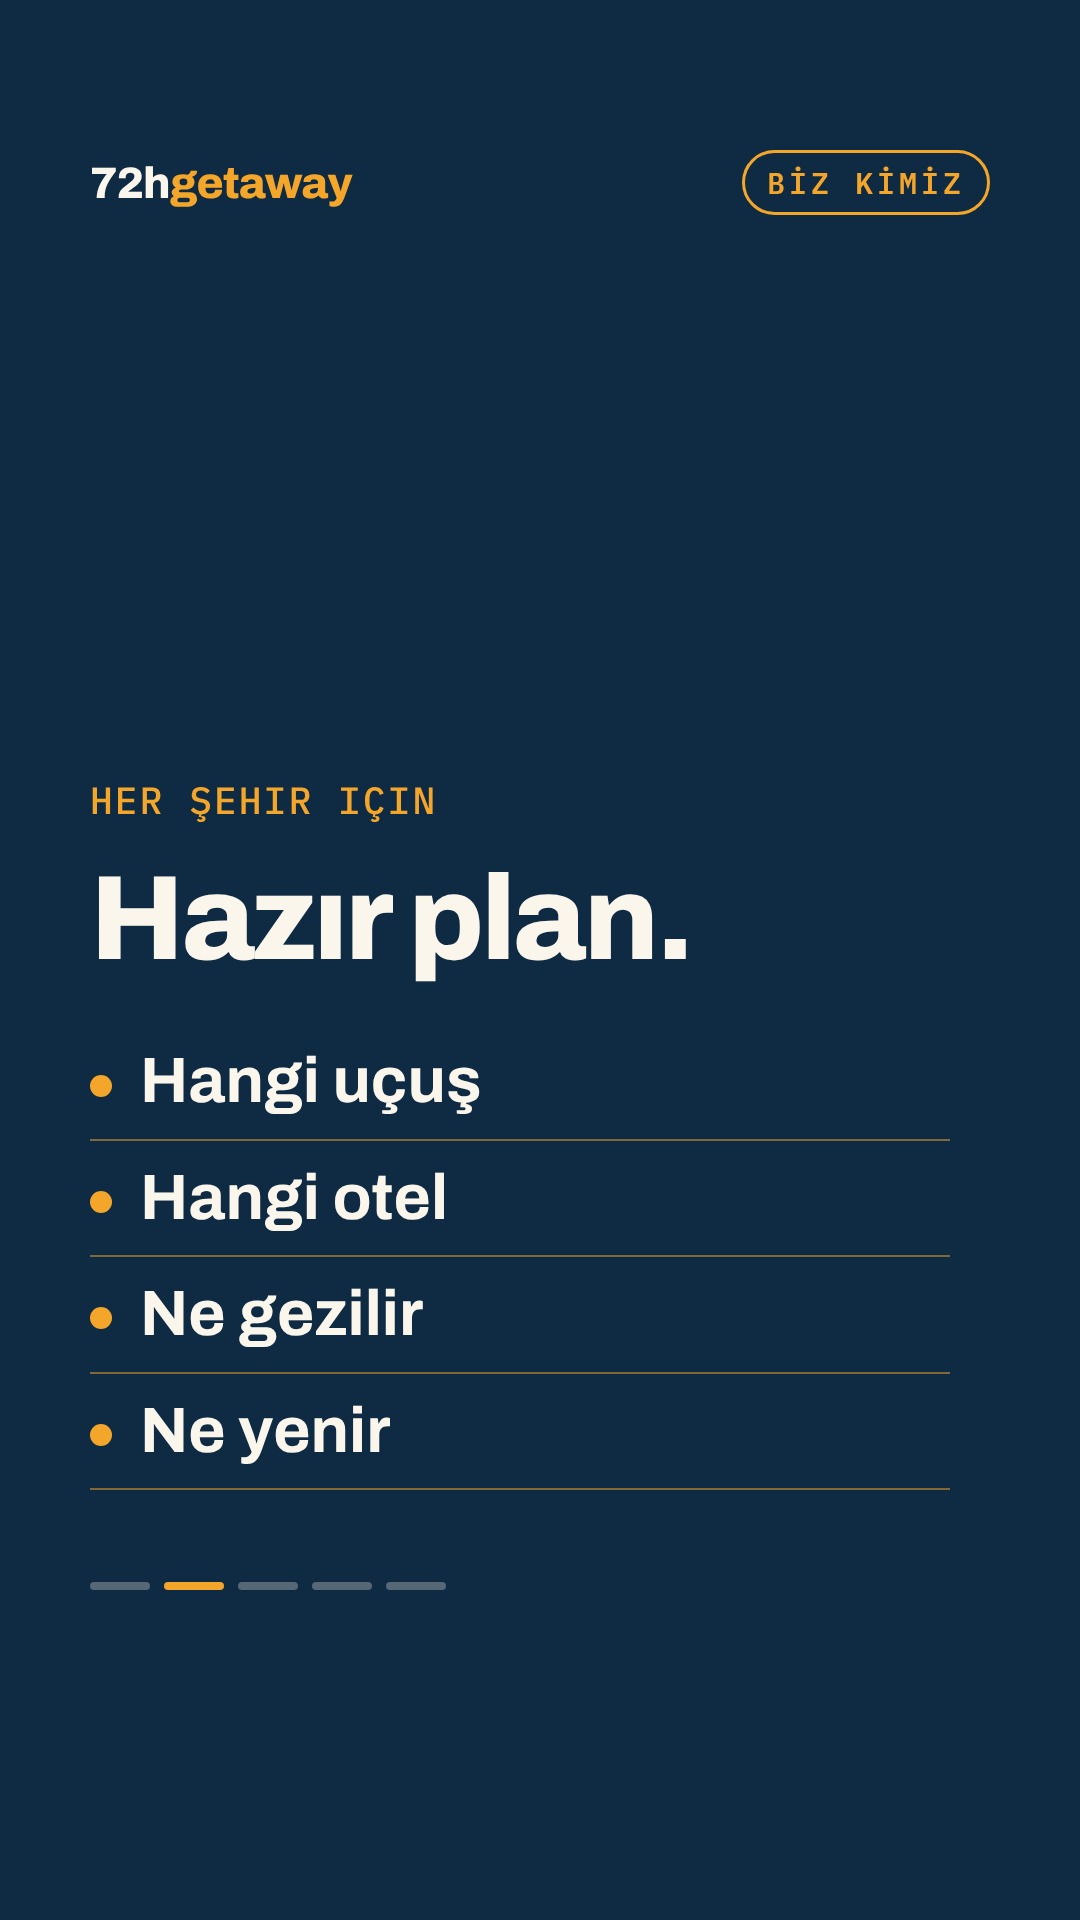 72hgetaway
BİZ KİMİZ
HER ŞEHIR IÇIN
Hazır plan.
Hangi uçuş
Hangi otel
Ne gezilir
Ne yenir